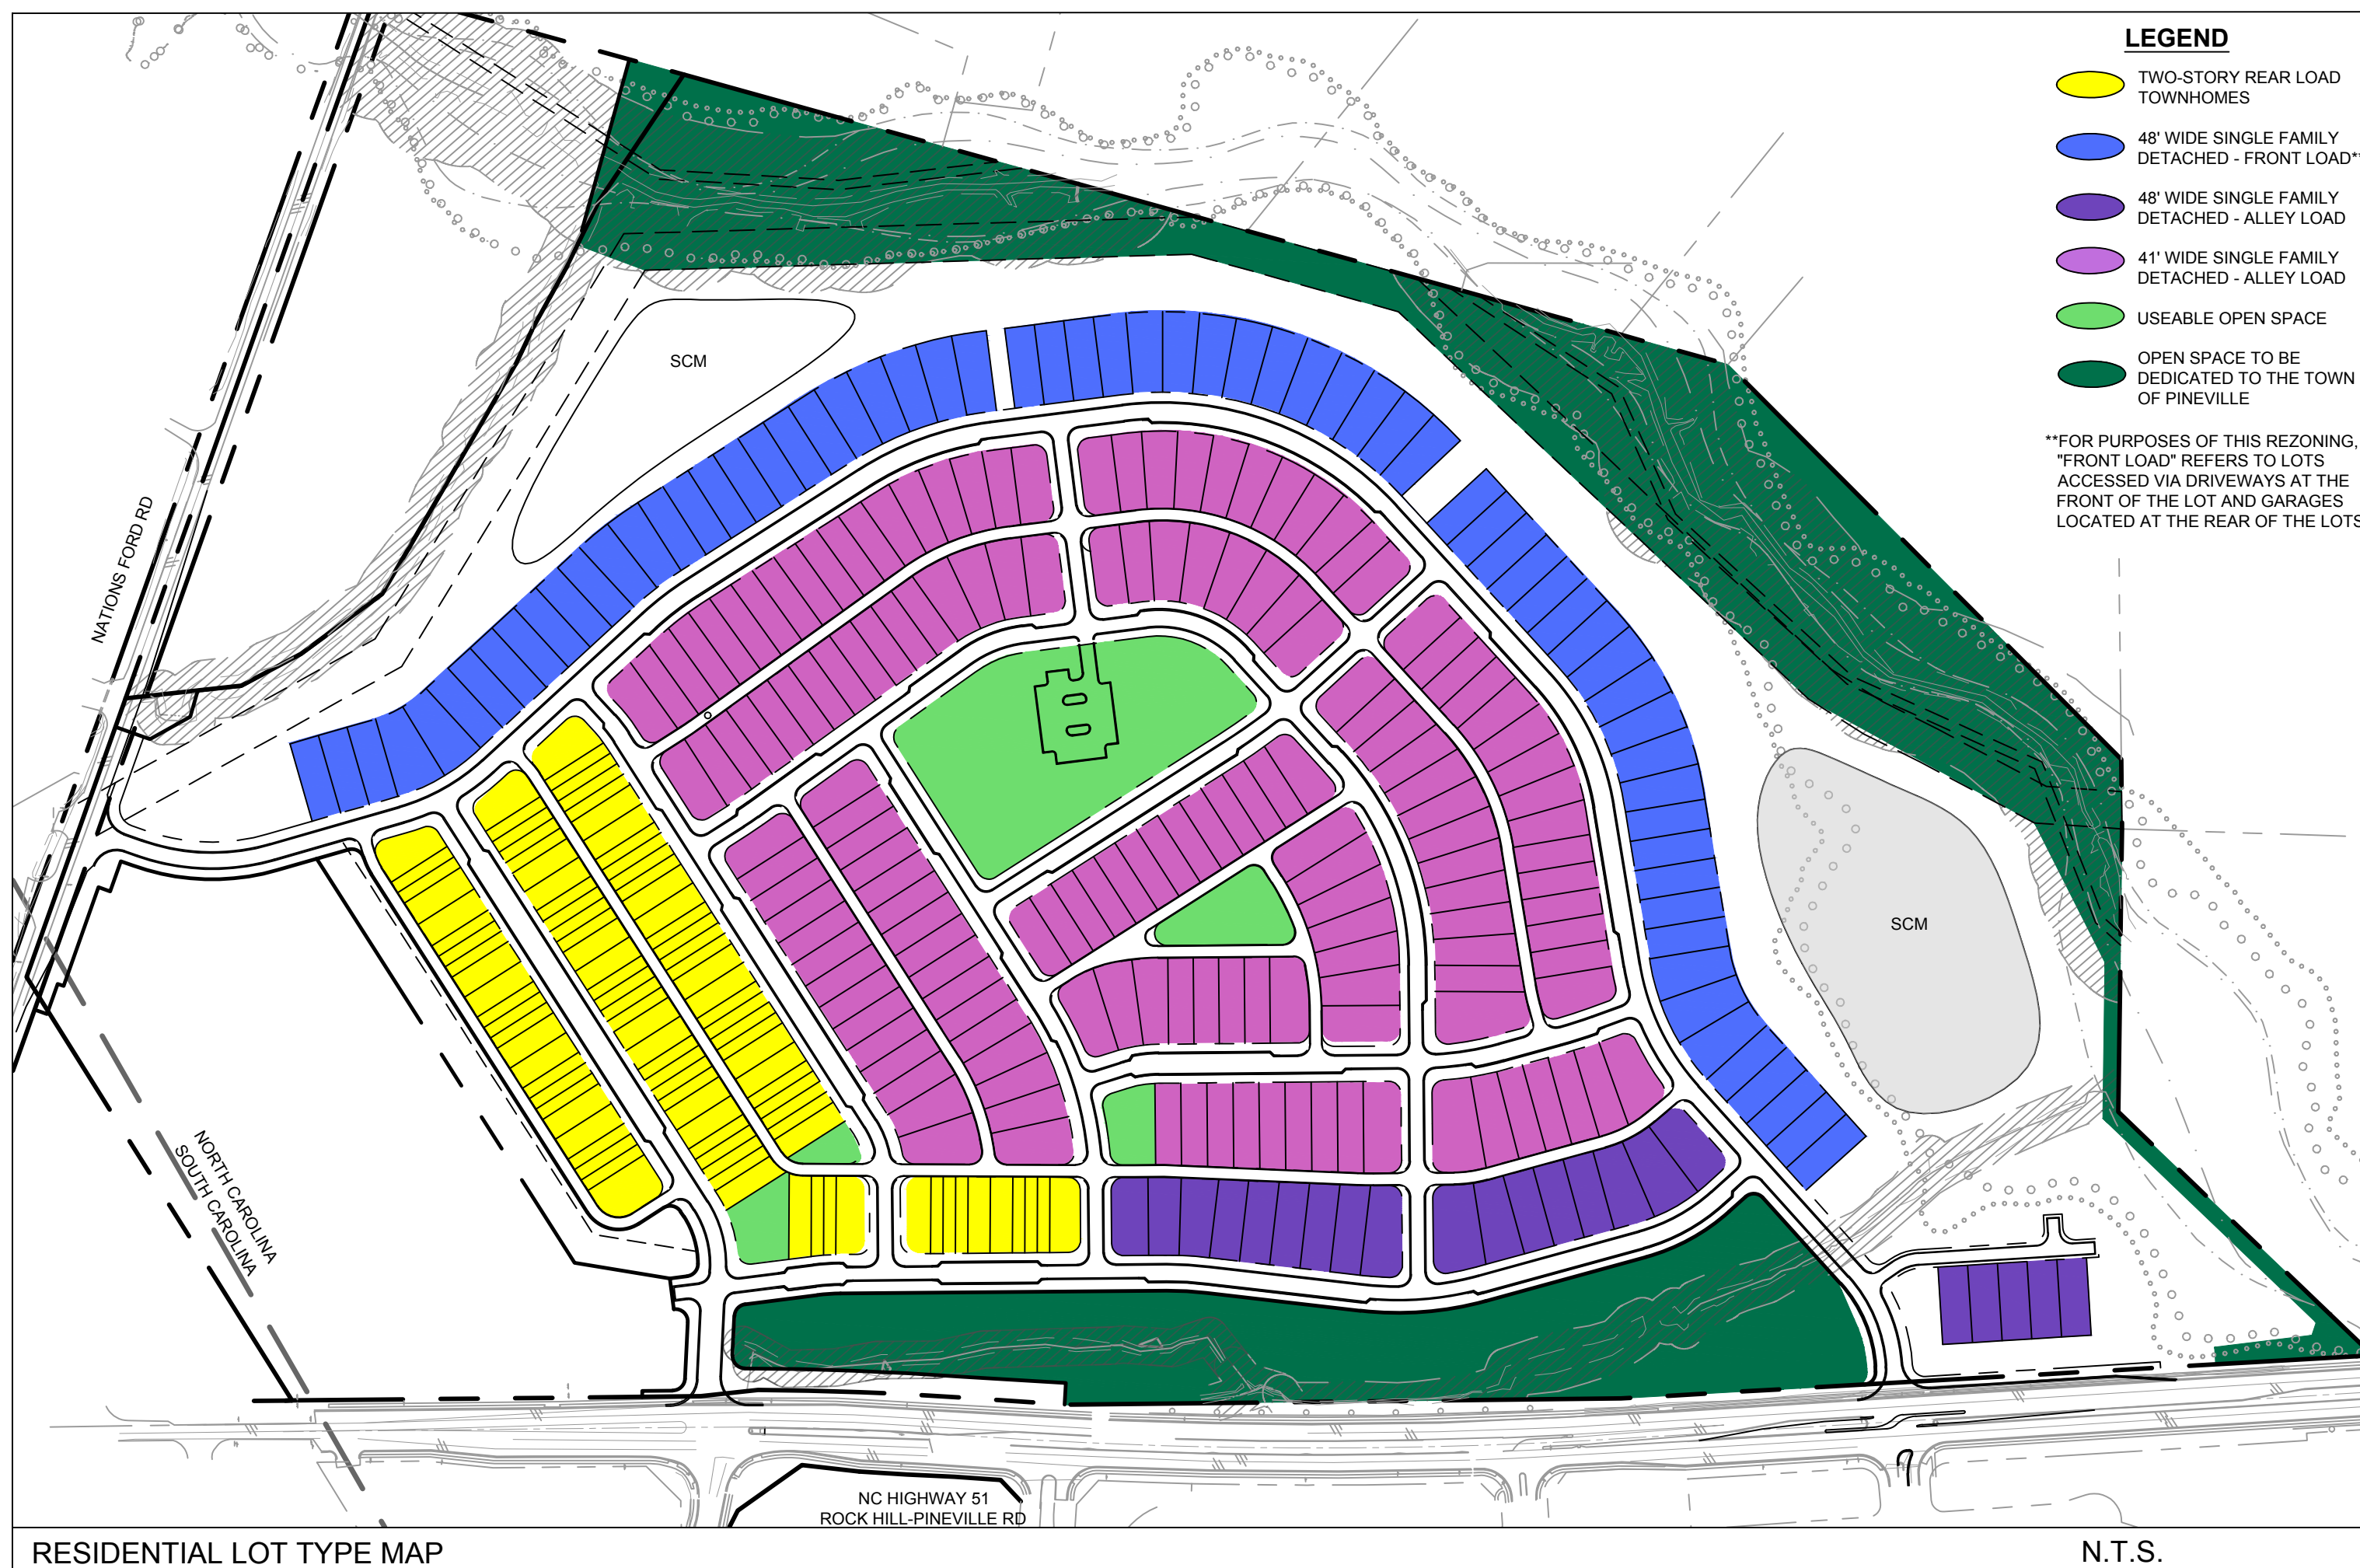 LEGEND
TWO-STORY REAR LOAD
TOWNHOMES
48' WIDE SINGLE FAMILY
DETACHED - FRONT LOAD**
48' WIDE SINGLE FAMILY
DETACHED - ALLEY LOAD
41' WIDE SINGLE FAMILY
DETACHED - ALLEY LOAD
USEABLE OPEN SPACE
OPEN SPACE TO BE
DEDICATED TO THE TOWN
OF PINEVILLE
**FOR PURPOSES OF THIS REZONING,
"FRONT LOAD" REFERS TO LOTS
ACCESSED VIA DRIVEWAYS AT THE
FRONT OF THE LOT AND GARAGES
LOCATED AT THE REAR OF THE LOTS
SCM
NATIONS FORD RD
SCM
NORTH CAROLINA
SOUTH CAROLINA
NC HIGHWAY 51
ROCK HILL-PINEVILLE RD
RESIDENTIAL LOT TYPE MAP
N.T.S.